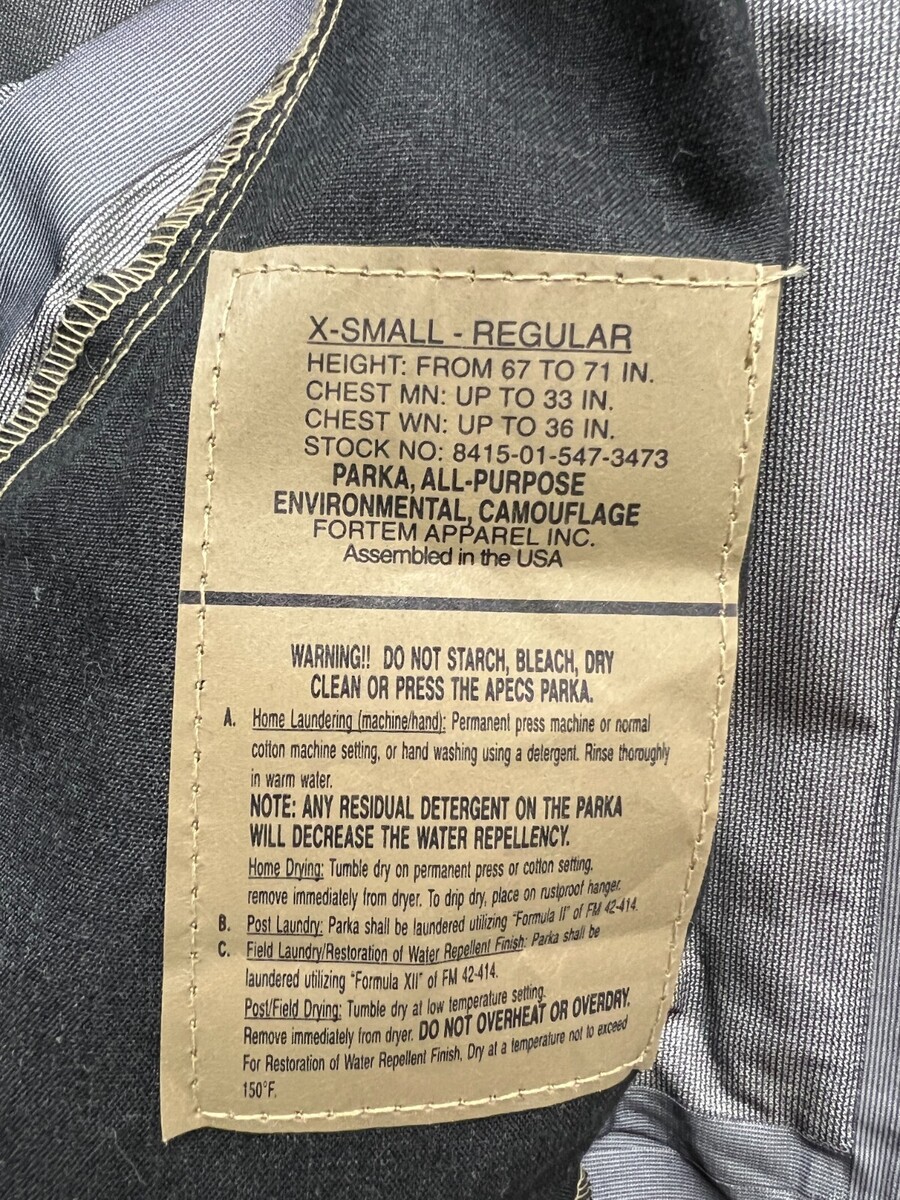 X-SMALL - REGULAR
HEIGHT: FROM 67 TO 71 IN.
CHEST MN: UP TO 33 IN.
CHEST WN: UP TO 36 IN.
STOCK NO: 8415-01-547-3473
PARKA, ALL-PURPOSE
ENVIRONMENTAL, CAMOUFLAGE
FORTEM APPAREL INC.
Assembled in the USA
WARNING!! DO NOT STARCH, BLEACH, DRY
CLEAN OR PRESS THE APECS PARKA.
A. Home Laundering (machine/hand): Permanent press machine or normal
cotton machine setting, or hand washing using a detergent. Rinse thoroughly
in warm water.
NOTE: ANY RESIDUAL DETERGENT ON THE PARKA
WILL DECREASE THE WATER REPELLENCY.
Home Drying: Tumble dry on permanent press or cotton setting.
remove immediately from dryer. To drip dry, place on rustproof hanger.
B. Post Laundry: Parka shall be laundered utilizing "Formula II" of FM 42-414.
C. Field Laundry/Restoration of Water Repellent Finish: Parka shall be
laundered utilizing "Formula XII" of FM 42-414.
Post/Field Drying: Tumble dry at low temperature setting.
Remove immediately from dryer. DO NOT OVERHEAT OR OVERDRY.
For Restoration of Water Repellent Finish, Dry at a temperature not to exceed
150°F.